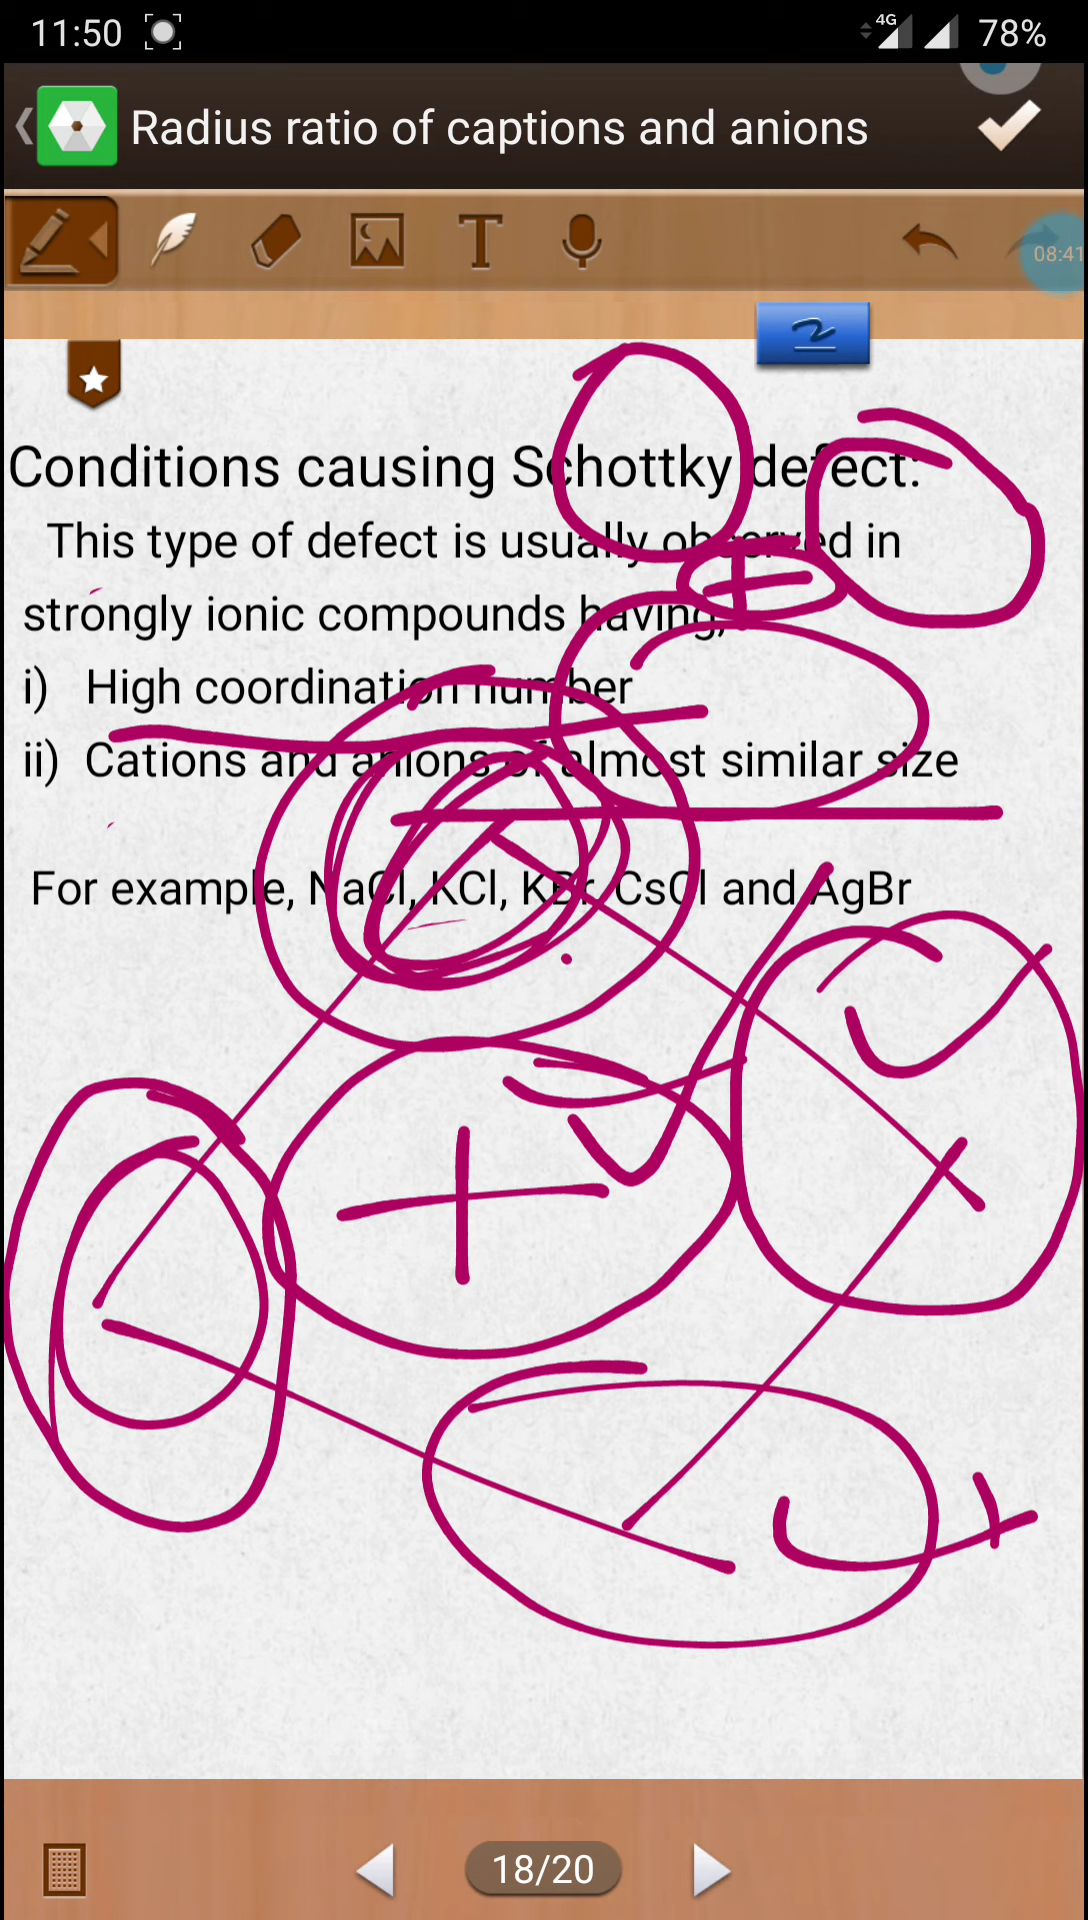 11:50 4G 78%
Radius ratio of captions and anions
T 08:41
Conditions causing Schottky defect:
This type of defect is usually observed in
strongly ionic compounds having,
i) High coordination number
ii) Cations and anions of almost similar size
For example, NaCl, KCl, KBr, CsCl and AgBr
18/20